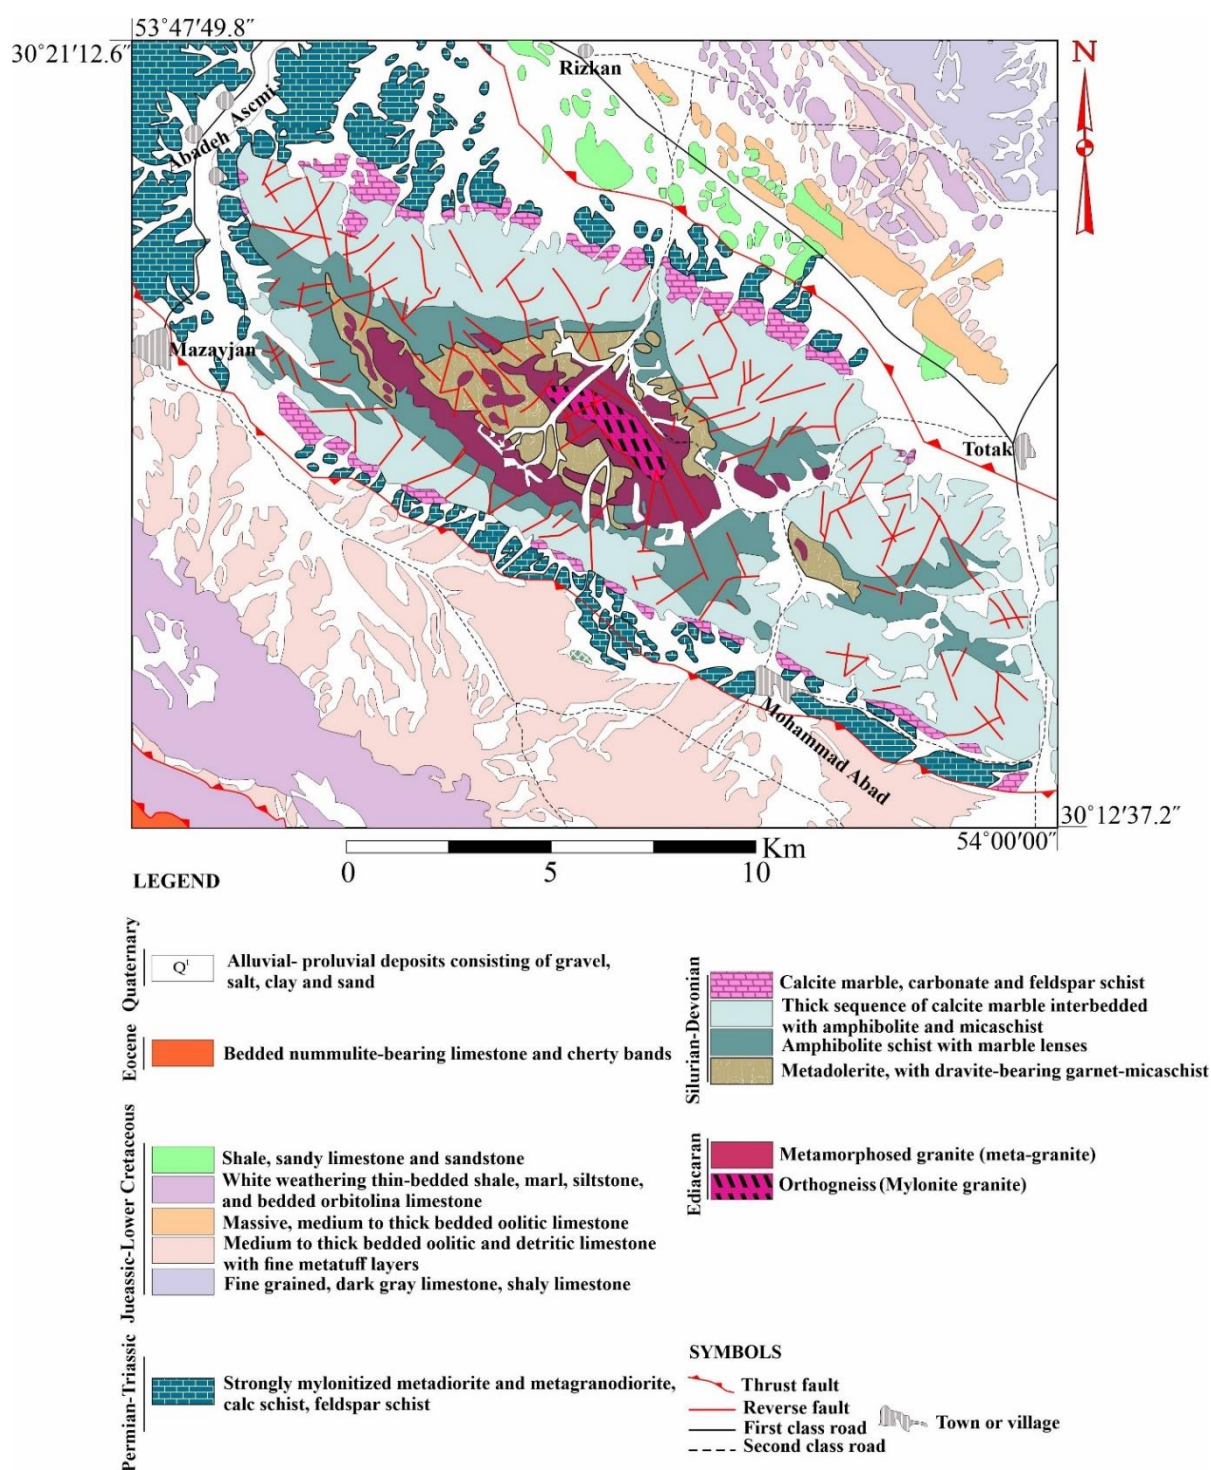 53°47′49.8″
30°21′12.6″
N
Rizkan
Abadeh Ascmi
Mazayjan
Totak
Mohammad Abad
30°12′37.2″
54°00′00″
Km
0 5 10
LEGEND
Quaternary
Qt
Alluvial- proluvial deposits consisting of gravel,
salt, clay and sand
Eocene
Bedded nummulite-bearing limestone and cherty bands
Jueassic-Lower Cretaceous
Shale, sandy limestone and sandstone
White weathering thin-bedded shale, marl, siltstone,
and bedded orbitolina limestone
Massive, medium to thick bedded oolitic limestone
Medium to thick bedded oolitic and detritic limestone
with fine metatuff layers
Fine grained, dark gray limestone, shaly limestone
Permian-Triassic
Strongly mylonitized metadiorite and metagranodiorite,
calc schist, feldspar schist
Silurian-Devonian
Calcite marble, carbonate and feldspar schist
Thick sequence of calcite marble interbedded
with amphibolite and micaschist
Amphibolite schist with marble lenses
Metadolerite, with dravite-bearing garnet-micaschist
Ediacaran
Metamorphosed granite (meta-granite)
Orthogneiss (Mylonite granite)
SYMBOLS
Thrust fault
Reverse fault
First class road
Second class road
Town or village